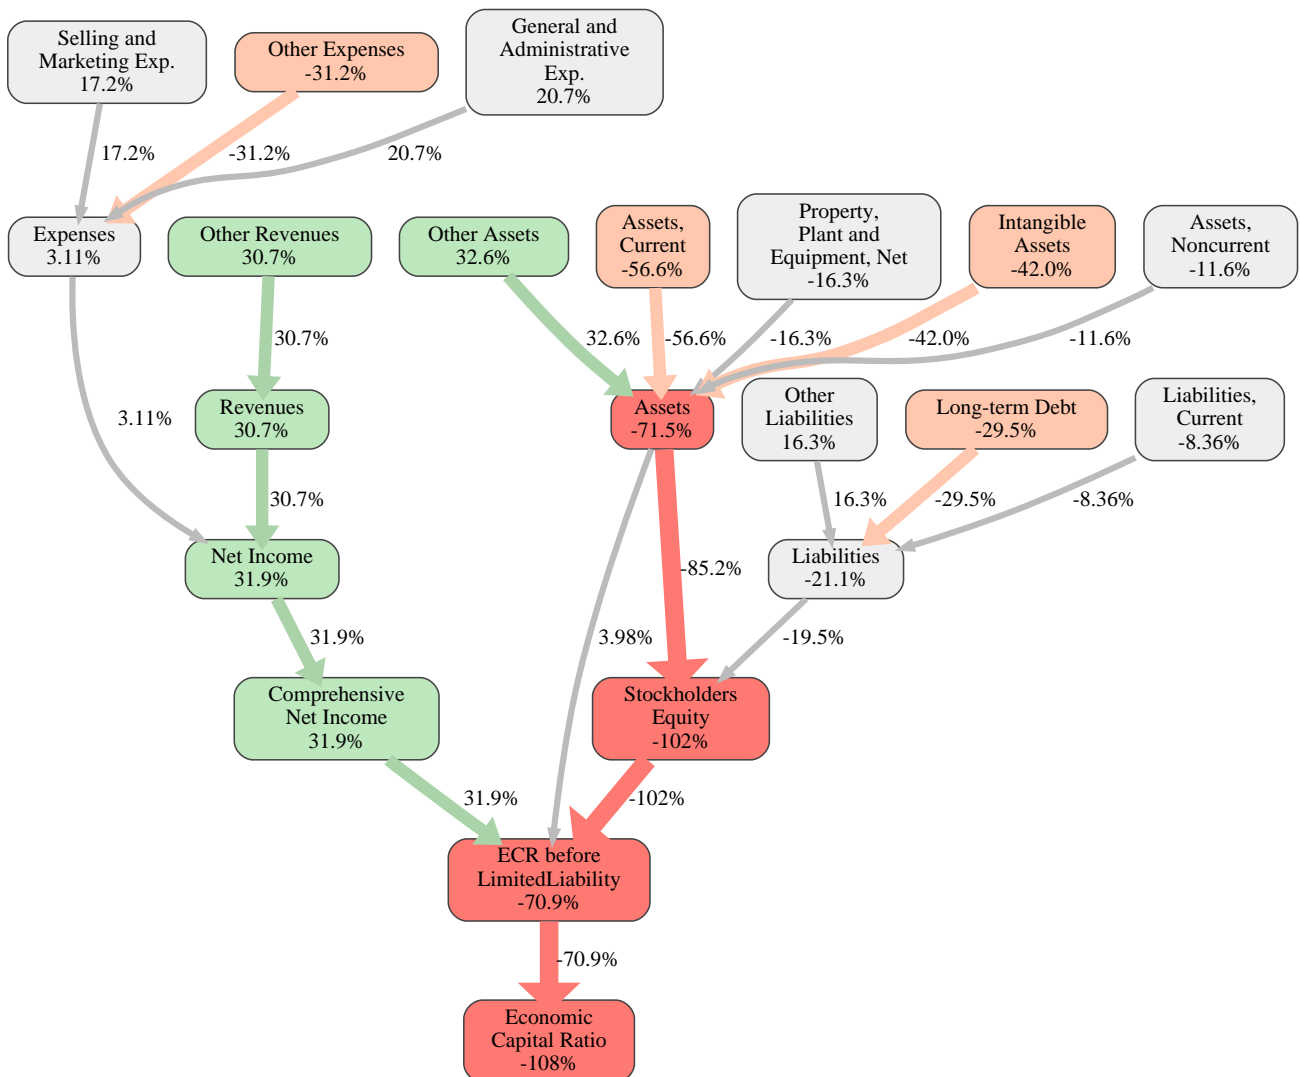 Selling and
Marketing Exp.
17.2%
Other Expenses
-31.2%
General and
Administrative
Exp.
20.7%
17.2%
-31.2%
20.7%
Expenses
3.11%
Other Revenues
30.7%
Other Assets
32.6%
Assets,
Current
-56.6%
Property,
Plant and
Equipment, Net
-16.3%
Intangible
Assets
-42.0%
Assets,
Noncurrent
-11.6%
30.7%
32.6%
-56.6%
-16.3%
-42.0%
-11.6%
3.11%
Revenues
30.7%
Assets
-71.5%
Other
Liabilities
16.3%
Long-term Debt
-29.5%
Liabilities,
Current
-8.36%
30.7%
16.3%
-29.5%
-8.36%
Net Income
31.9%
-85.2%
Liabilities
-21.1%
31.9%
3.98%
-19.5%
Comprehensive
Net Income
31.9%
Stockholders
Equity
-102%
31.9%
-102%
ECR before
LimitedLiability
-70.9%
-70.9%
Economic
Capital Ratio
-108%